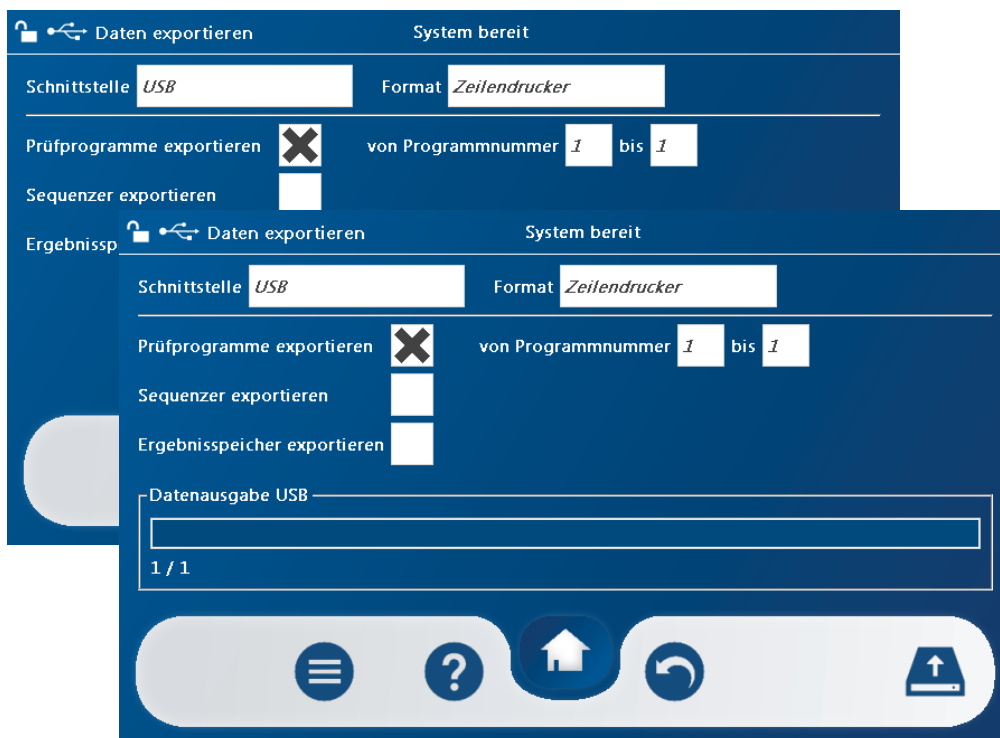 Daten exportieren System bereit
Schnittstelle USB Format Zeilendrucker
Prüfprogramme exportieren von Programmnummer 1 bis 1
Sequenzer exportieren
Ergebnissp
Daten exportieren System bereit
Schnittstelle USB Format Zeilendrucker
Prüfprogramme exportieren von Programmnummer 1 bis 1
Sequenzer exportieren
Ergebnisspeicher exportieren
Datenausgabe USB
1 / 1
?